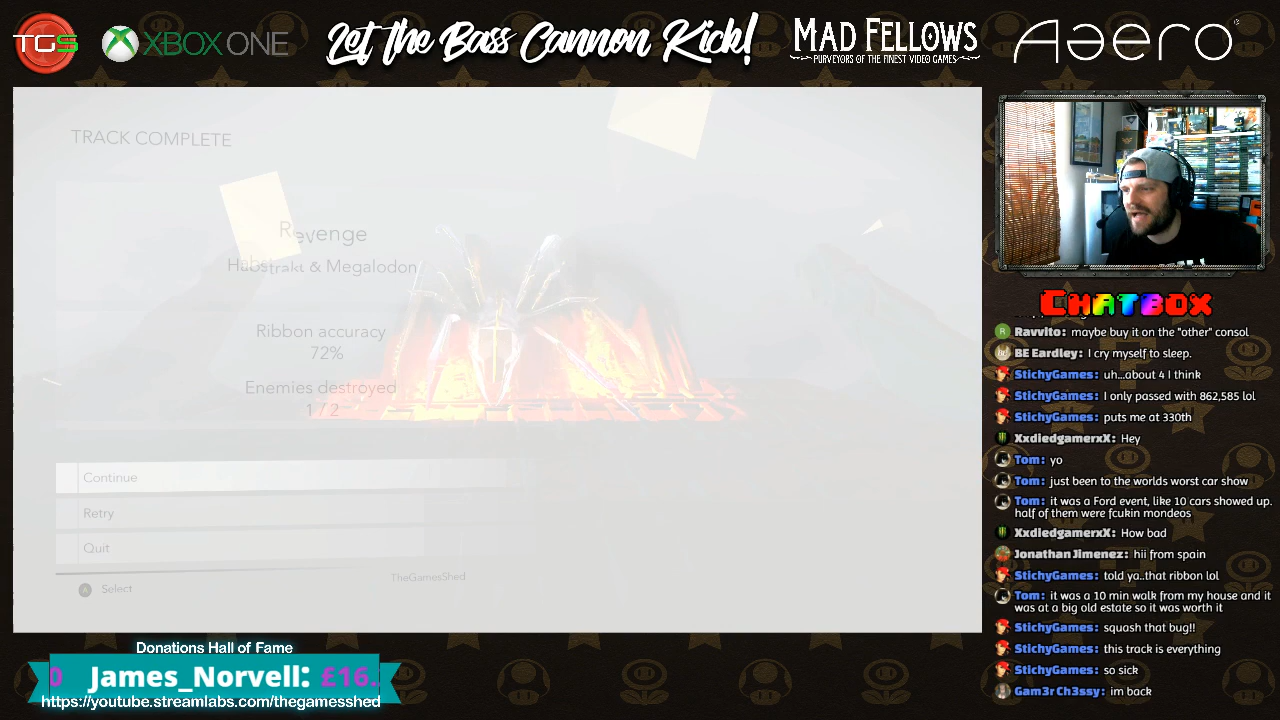 TGS XBOX ONE Let the Bass Cannon Kick! MAD FELLOWS Aaero
PURVEYORS OF THE FINEST VIDEO GAMES
TRACK COMPLETE
Revenge
Habstrakt & Megalodon
Ribbon accuracy
72%
Enemies destroyed
1 / 2
Continue
Retry
Quit
A Select
TheGamesShed
CHATBOX
Ravvito: maybe buy it on the "other" consol
BE Eardley: I cry myself to sleep.
StichyGames: uh...about 4 I think
StichyGames: I only passed with 862,585 lol
StichyGames: puts me at 330th
XxdiedgamerxX: Hey
Tom: yo
Tom: just been to the worlds worst car show
Tom: it was a Ford event, like 10 cars showed up.
half of them were fcukin mondeos
XxdiedgamerxX: How bad
Jonathan Jimenez: hii from spain
StichyGames: told ya..that ribbon lol
Tom: it was a 10 min walk from my house and it
was at a big old estate so it was worth it
StichyGames: squash that bug!!
StichyGames: this track is everything
StichyGames: so sick
Gam3r Ch3ssy: im back
Donations Hall of Fame
0 James_Norvell: £16.
https://youtube.streamlabs.com/thegamesshed